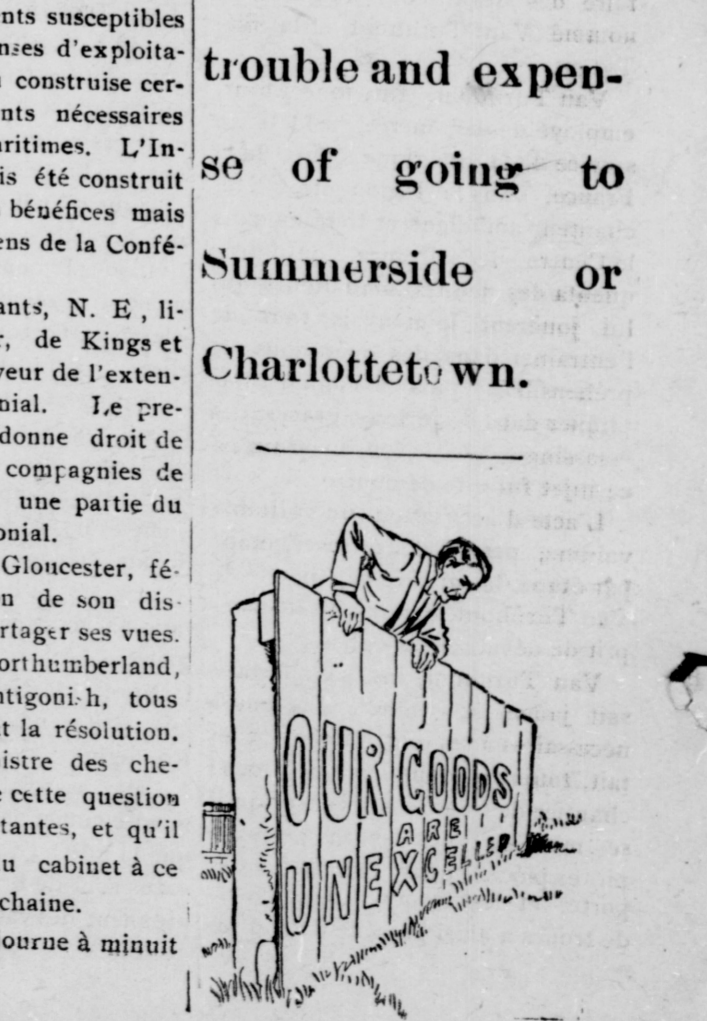 nts susceptibles
nses d'exploita-
construise cer-
nts nécessaires
ritimes. L'In-
is été construit
bénéfices mais
ens de la Confé-
ants, N. E, li-
r, de Kings et
veur de l'exten-
nial. Le pre-
donne droit de
compagnies de
une partie du
onial.
Gloucester, fé-
n de son dis-
rtager ses vues.
orthumberland,
ntigonish, tous
t la résolution.
istre des che-
cette question
tantes, et qu'il
u cabinet à ce
chaine.
ourne à minuit
trouble and expen-
se of going to
Summerside or
Charlottetown.
OUR GOODS
ARE
UNEXCELLED